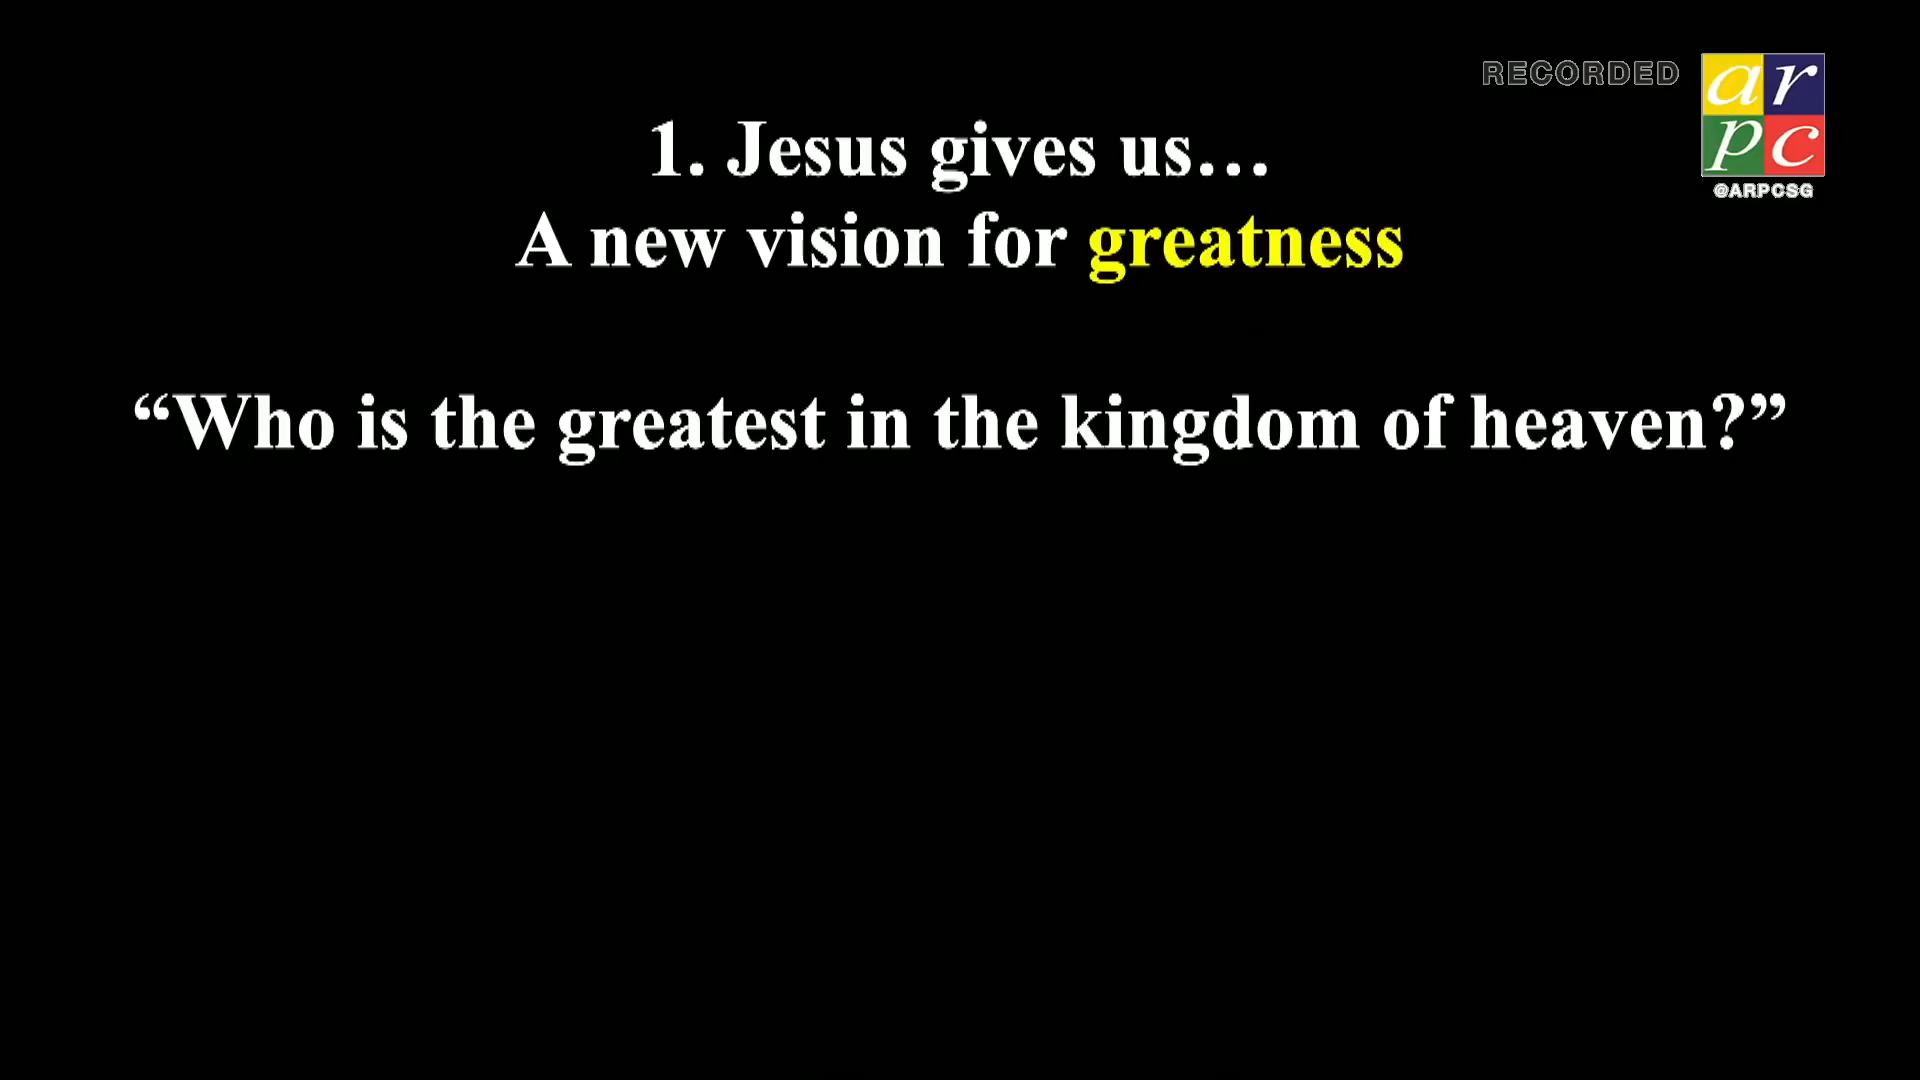 RECORDED
ar
pc
@ARPCSG
1. Jesus gives us…
A new vision for greatness
“Who is the greatest in the kingdom of heaven?”